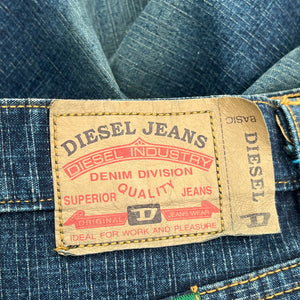 DIESEL JEANS
DIESEL INDUSTRY
DENIM DIVISION
QUALITY
SUPERIOR JEANS
ORIGINAL D JEANS WEAR
IDEAL FOR WORK AND PLEASURE
BASIC
DIESEL
D